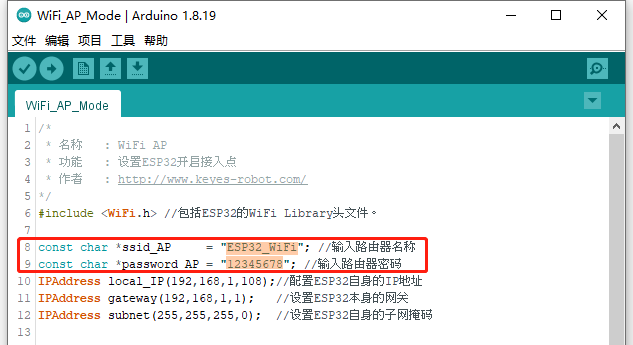 WiFi_AP_Mode | Arduino 1.8.19
文件 编辑 项目 工具 帮助
WiFi_AP_Mode
1 /*
2 * 名称 : WiFi AP
3 * 功能 : 设置ESP32开启接入点
4 * 作者 : http://www.keyes-robot.com/
5 */
6 #include <WiFi.h> //包括ESP32的WiFi Library头文件。
7
8 const char *ssid_AP = "ESP32_WiFi"; //输入路由器名称
9 const char *password_AP = "12345678"; //输入路由器密码
10 IPAddress local_IP(192,168,1,108);//配置ESP32自身的IP地址
11 IPAddress gateway(192,168,1,1); //设置ESP32本身的网关
12 IPAddress subnet(255,255,255,0); //设置ESP32自身的子网掩码
13